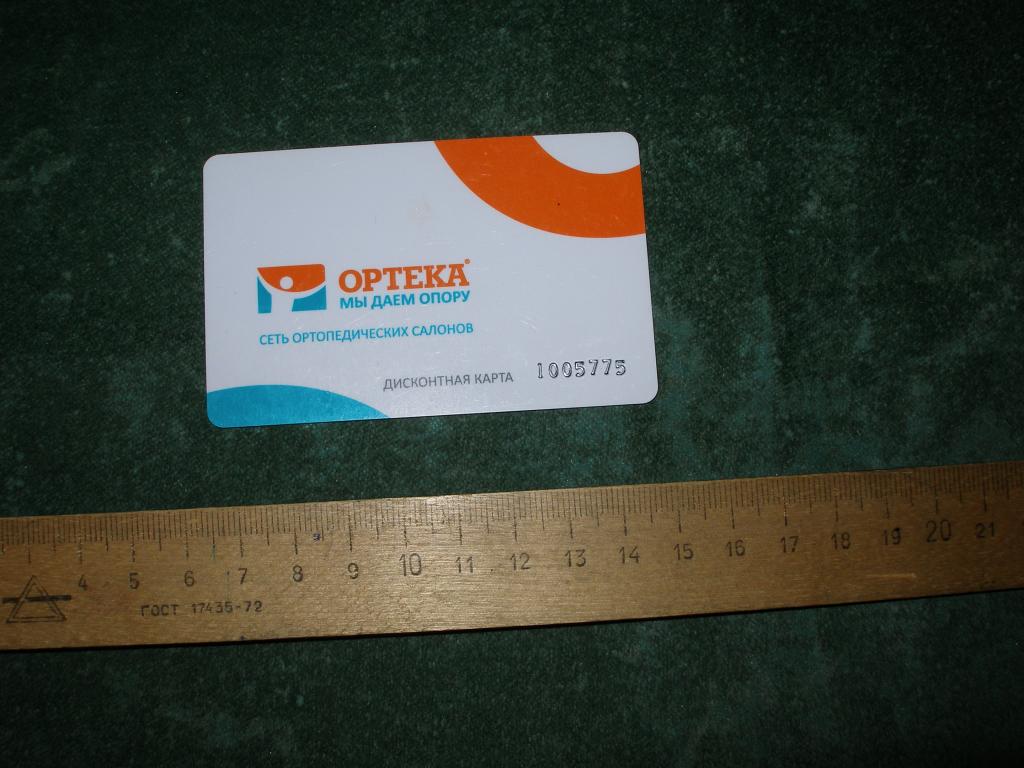 ОРТЕКА®
МЫ ДАЕМ ОПОРУ
СЕТЬ ОРТОПЕДИЧЕСКИХ САЛОНОВ
ДИСКОНТНАЯ КАРТА 1005775
4 5 6 7 8 9 10 11 12 13 14 15 16 17 18 19 20 21
ГОСТ 17435-72